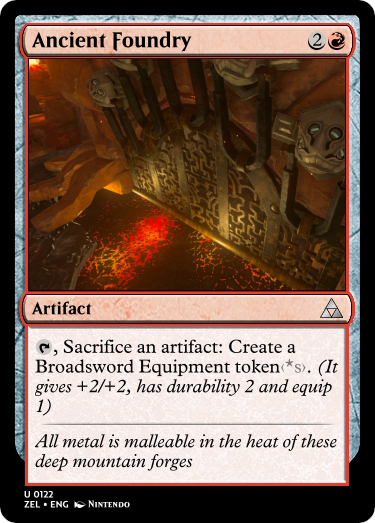 Ancient Foundry 2
Artifact
, Sacrifice an artifact: Create a
Broadsword Equipment token‹★s›. (It
gives +2/+2, has durability 2 and equip
1)
All metal is malleable in the heat of these
deep mountain forges
U 0122
ZEL • ENG Nintendo